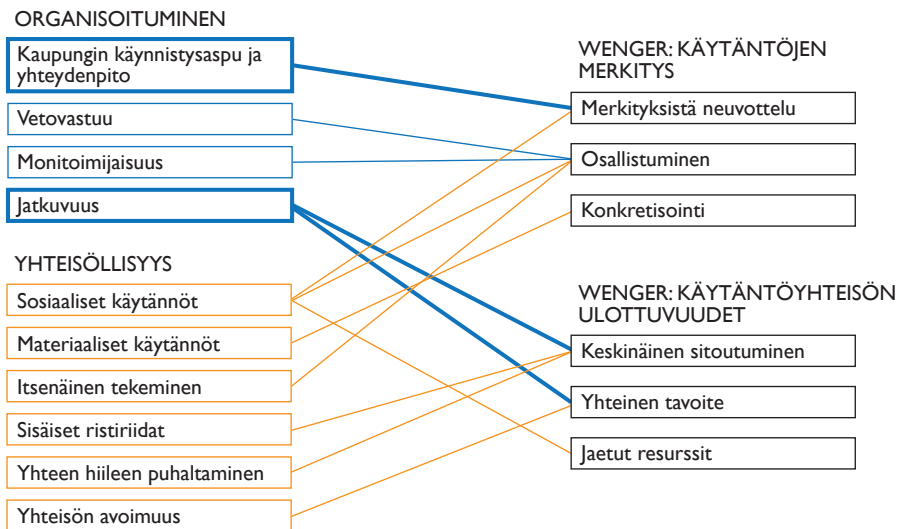 ORGANISOITUMINEN
Kaupungin käynnistysaspu ja
yhteydenpito
Vetovastuu
Monitoimijaisuus
Jatkuvuus
YHTEISÖLLISYYS
Sosiaaliset käytännöt
Materiaaliset käytännöt
Itsenäinen tekeminen
Sisäiset ristiriidat
Yhteen hiileen puhaltaminen
Yhteisön avoimuus
WENGER: KÄYTÄNTÖJEN
MERKITYS
Merkityksistä neuvottelu
Osallistuminen
Konkretisointi
WENGER: KÄYTÄNTÖYHTEISÖN
ULOTTUVUUDET
Keskinäinen sitoutuminen
Yhteinen tavoite
Jaetut resurssit